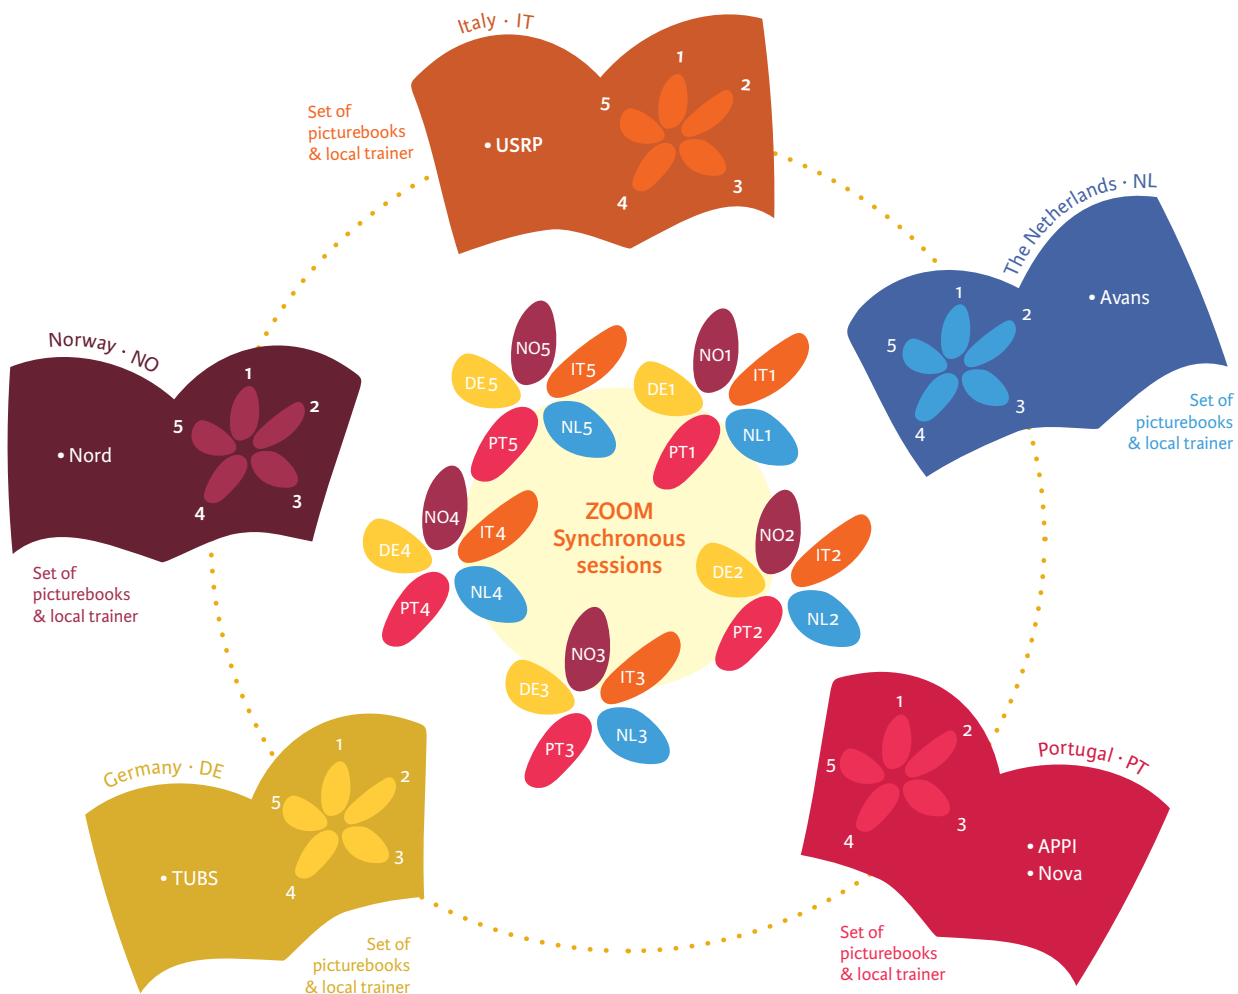 Italy · IT
Set of
picturebooks
& local trainer
• USRP
1
2
3
4
5
The Netherlands · NL
• Avans
1
2
3
4
5
Set of
picturebooks
& local trainer
Norway · NO
• Nord
1
2
3
4
5
Set of
picturebooks
& local trainer
NO5
IT5
DE5
NL5
PT5
NO1
IT1
DE1
NL1
PT1
NO4
IT4
DE4
NL4
PT4
ZOOM
Synchronous
sessions
NO2
IT2
DE2
NL2
PT2
NO3
IT3
DE3
NL3
PT3
Germany · DE
• TUBS
1
2
3
4
5
Set of
picturebooks
& local trainer
Portugal · PT
1
2
3
4
5
• APPI
• Nova
Set of
picturebooks
& local trainer